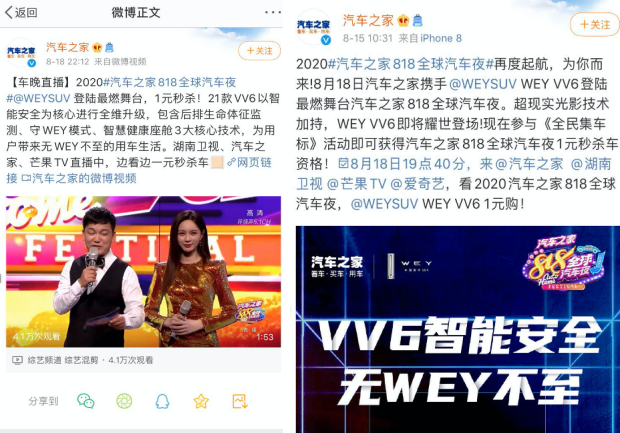 返回
微博正文
汽车之家
8-18 22:12 来自微博视频
+关注
【车晚直播】2020#汽车之家818全球汽车夜
#@WEYSUV 登陆最燃舞台，1元秒杀！21款VV6以智
能安全为核心进行全维升级，包含后排生命体征监
测、守WEY模式、智慧健康座舱3大核心技术，为用
户带来无WEY不至的用车生活。湖南卫视、汽车之
家、芒果TV直播中，边看边一元秒杀车 网页链
接 汽车之家的微博视频
高清
FESTIVAL
汽车之家
818
4.1万次观看
1:53
综艺频道 综艺混剪 · 4.1万次观看
分享到
汽车之家
看车·买车·用车
汽车之家
8-15 10:31 来自 iPhone 8
+关注
2020#汽车之家818全球汽车夜#再度起航，为你而
来!8月18日汽车之家携手 @WEYSUV WEY VV6登陆
最燃舞台汽车之家818全球汽车夜。超现实光影技术
加持，WEY VV6即将耀世登场!现在参与《全民集车
标》活动即可获得汽车之家818全球汽车夜1元秒杀车
资格！8月18日19点40分，来@汽车之家 @湖南
卫视 @芒果TV @爱奇艺，看2020汽车之家818全球
汽车夜，@WEYSUV WEY VV6 1元购！
汽车之家
看车·买车·用车
WEY
汽车之家
818全球汽车夜
FESTIVAL
VV6智能安全
无WEY不至